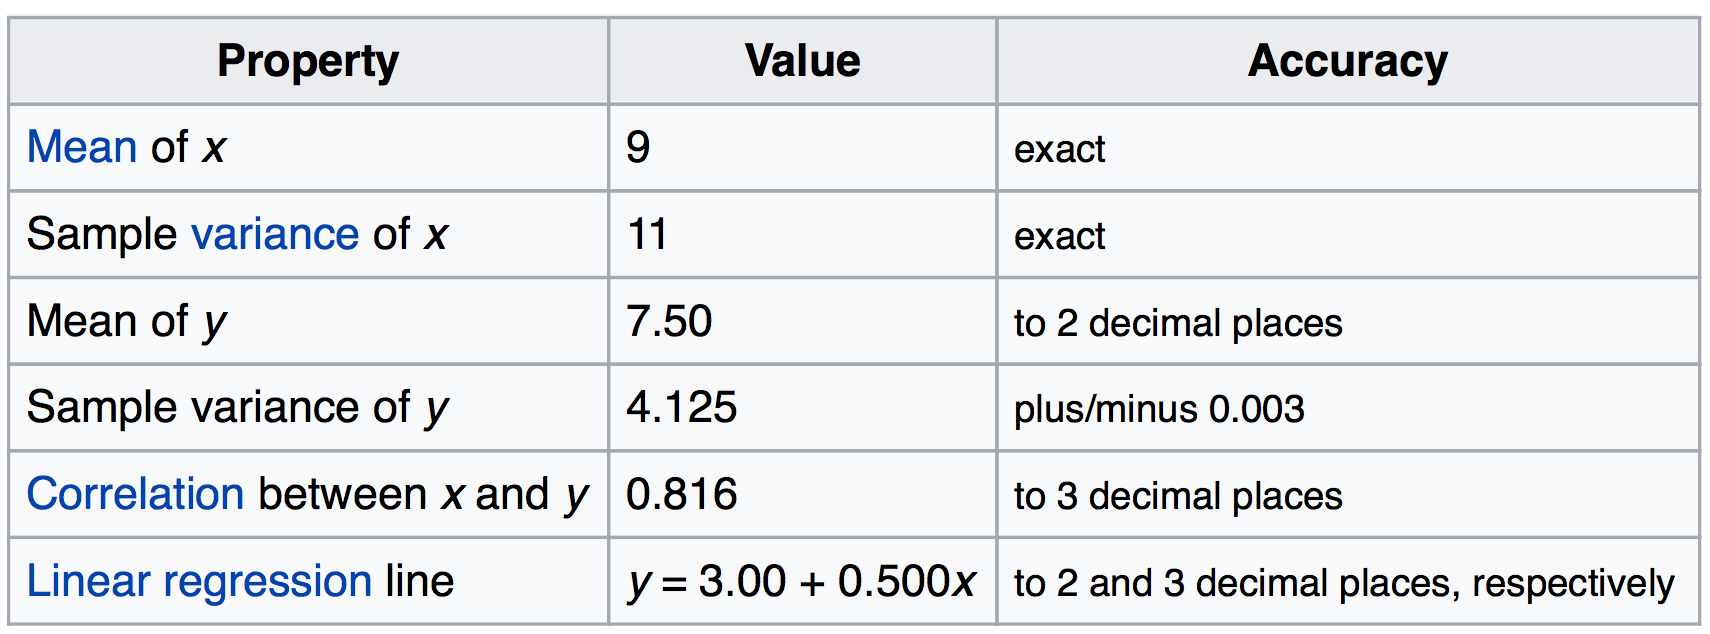 Property Value Accuracy
Mean of x 9 exact
Sample variance of x 11 exact
Mean of y 7.50 to 2 decimal places
Sample variance of y 4.125 plus/minus 0.003
Correlation between x and y 0.816 to 3 decimal places
Linear regression line y = 3.00 + 0.500x to 2 and 3 decimal places, respectively